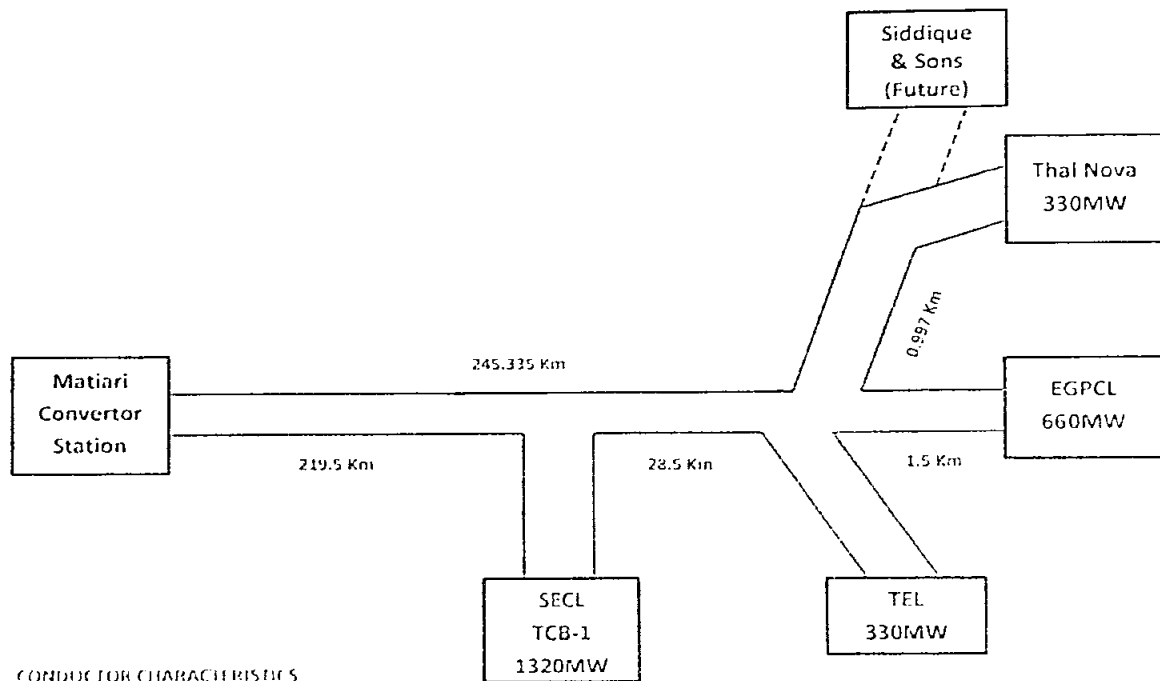 Siddique
& Sons
(Future)
Thal Nova
330MW
0.997 Km
245.335 Km
Matiari
Convertor
Station
EGPCL
660MW
219.5 Km
28.5 Km
1.5 Km
SECL
TCB-1
1320MW
TEL
330MW
CONDUCTOR CHARACTERISTICS